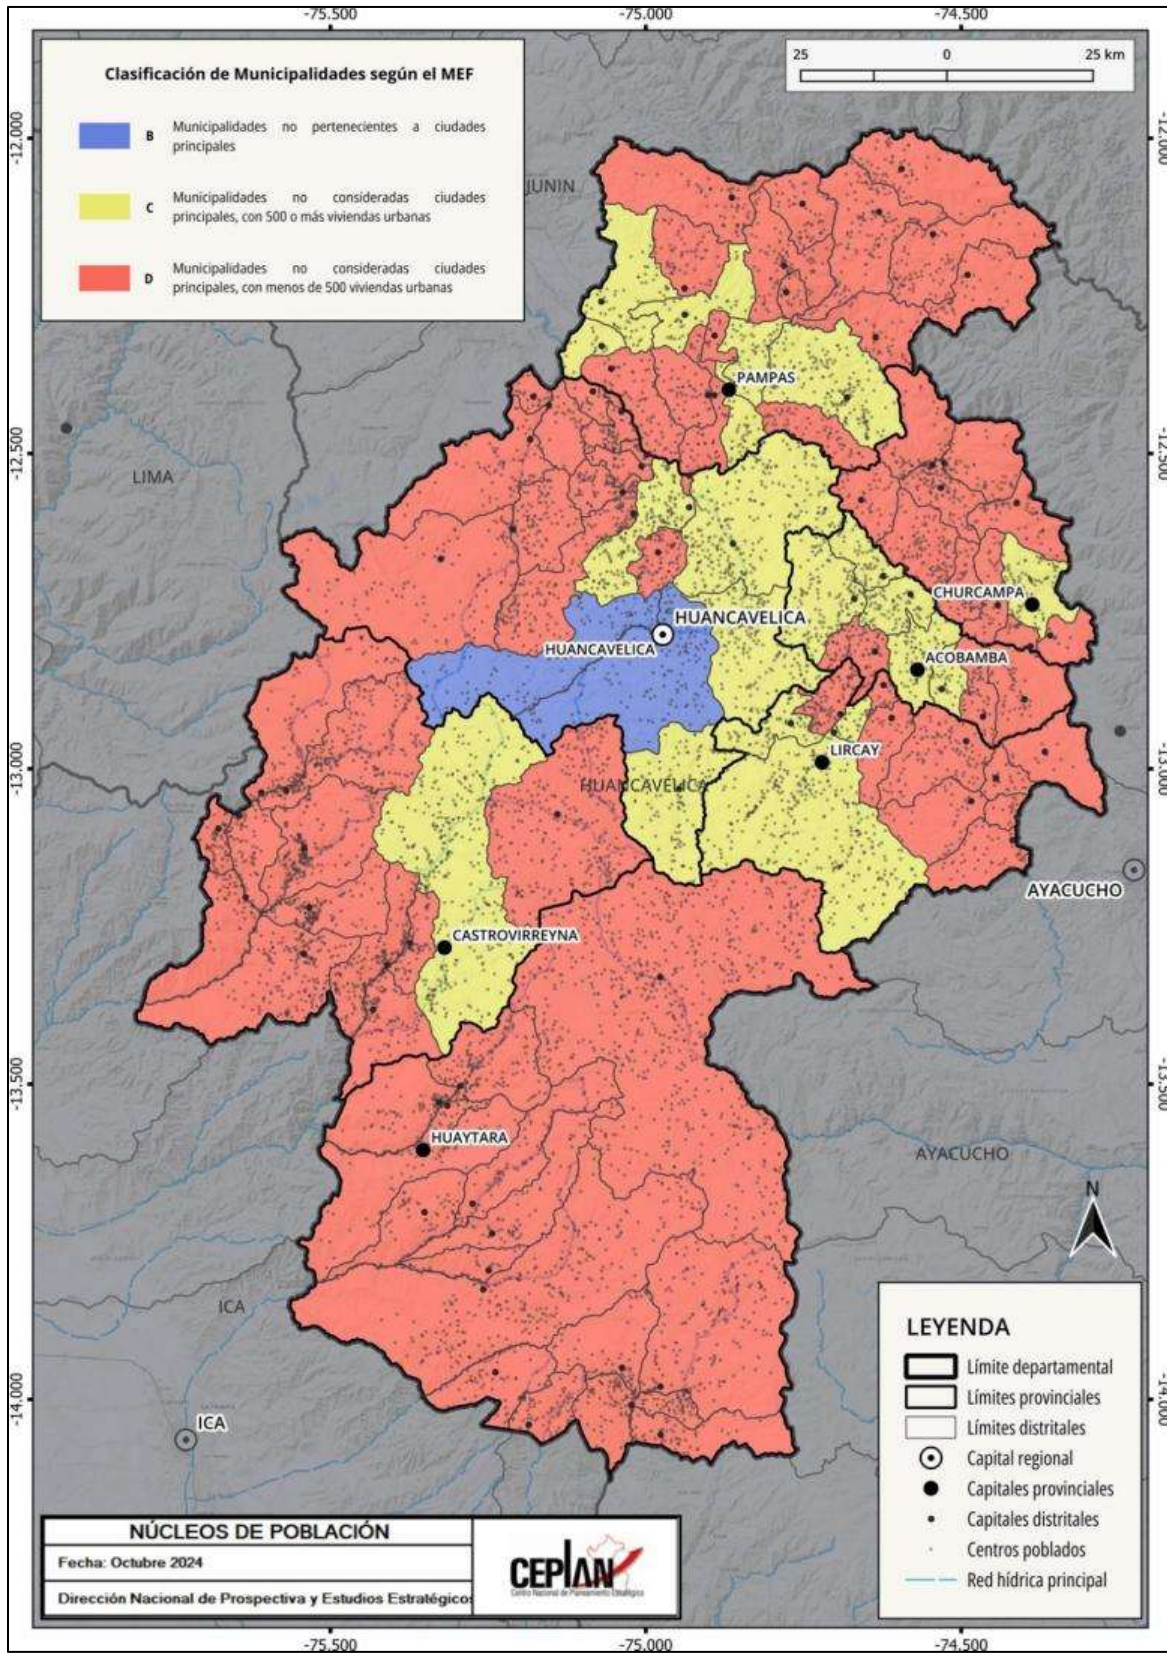 -75.500 -75.000 -74.500
Clasificación de Municipalidades según el MEF
B Municipalidades no pertenecientes a ciudades
principales
C Municipalidades no consideradas ciudades
principales, con 500 o más viviendas urbanas
D Municipalidades no consideradas ciudades
principales, con menos de 500 viviendas urbanas
25 0 25 km
-12.000
JUNIN
PAMPAS
-12.500 -12.500
LIMA
CHURCAMPA
HUANCAVELICA
HUANCAVELICA
ACOBAMBA
LIRCAY
-13.000 -13.000
HUANCAVELICA
AYACUCHO
CASTROVIRREYNA
-13.500 -13.500
HUAYTARA
AYACUCHO
N
ICA
-14.000 -14.000
ICA
LEYENDA
Límite departamental
Límites provinciales
Límites distritales
Capital regional
Capitales provinciales
Capitales distritales
Centros poblados
Red hídrica principal
NÚCLEOS DE POBLACIÓN
Fecha: Octubre 2024
Dirección Nacional de Prospectiva y Estudios Estratégicos
CEPLAN
Centro Nacional de Planeamiento Estratégico
-75.500 -75.000 -74.500